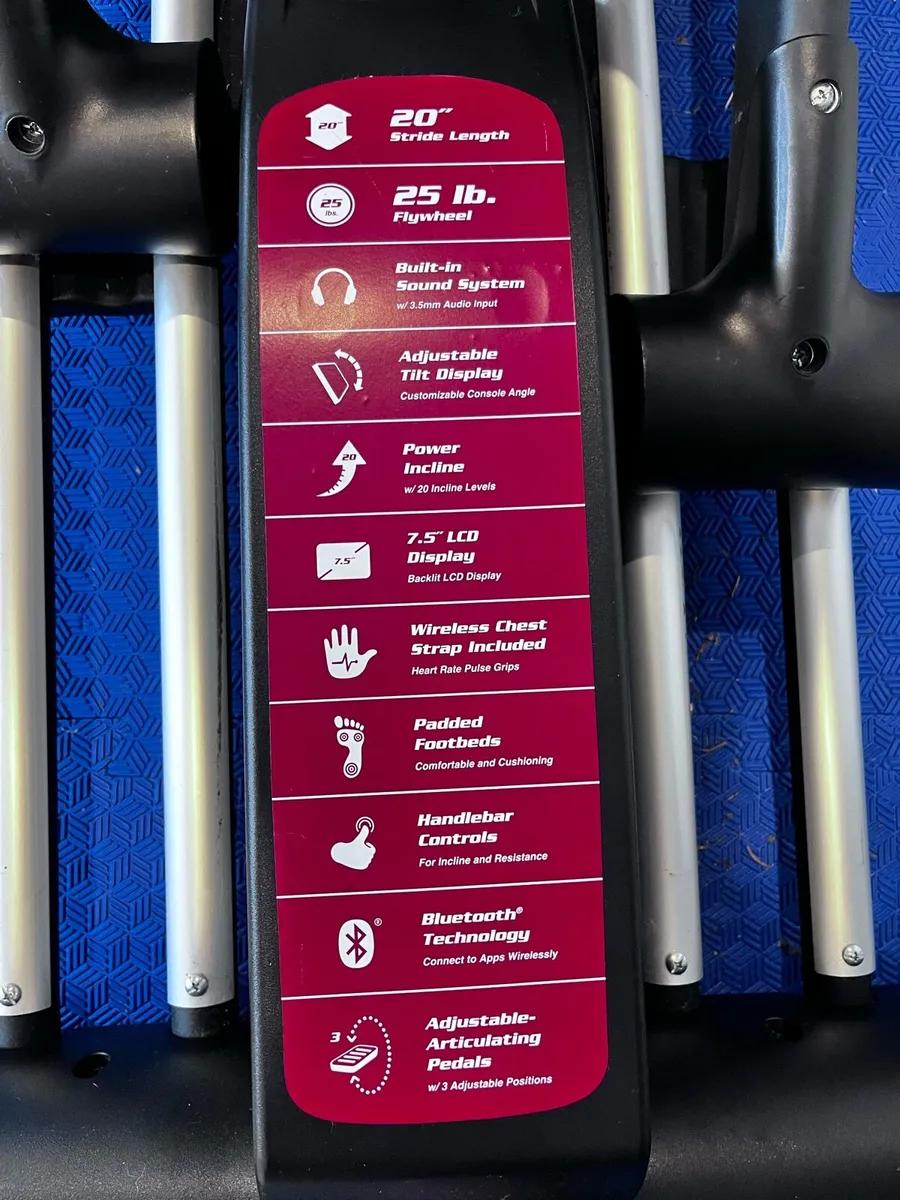 20"
20"
Stride Length
25
lbs.
25 lb.
Flywheel
Built-in
Sound System
w/ 3.5mm Audio Input
Adjustable
Tilt Display
Customizable Console Angle
20
Power
Incline
w/ 20 Incline Levels
7.5"
7.5" LCD
Display
Backlit LCD Display
Wireless Chest
Strap Included
Heart Rate Pulse Grips
Padded
Footbeds
Comfortable and Cushioning
Handlebar
Controls
For Incline and Resistance
®
Bluetooth®
Technology
Connect to Apps Wirelessly
3
Adjustable-
Articulating
Pedals
w/ 3 Adjustable Positions